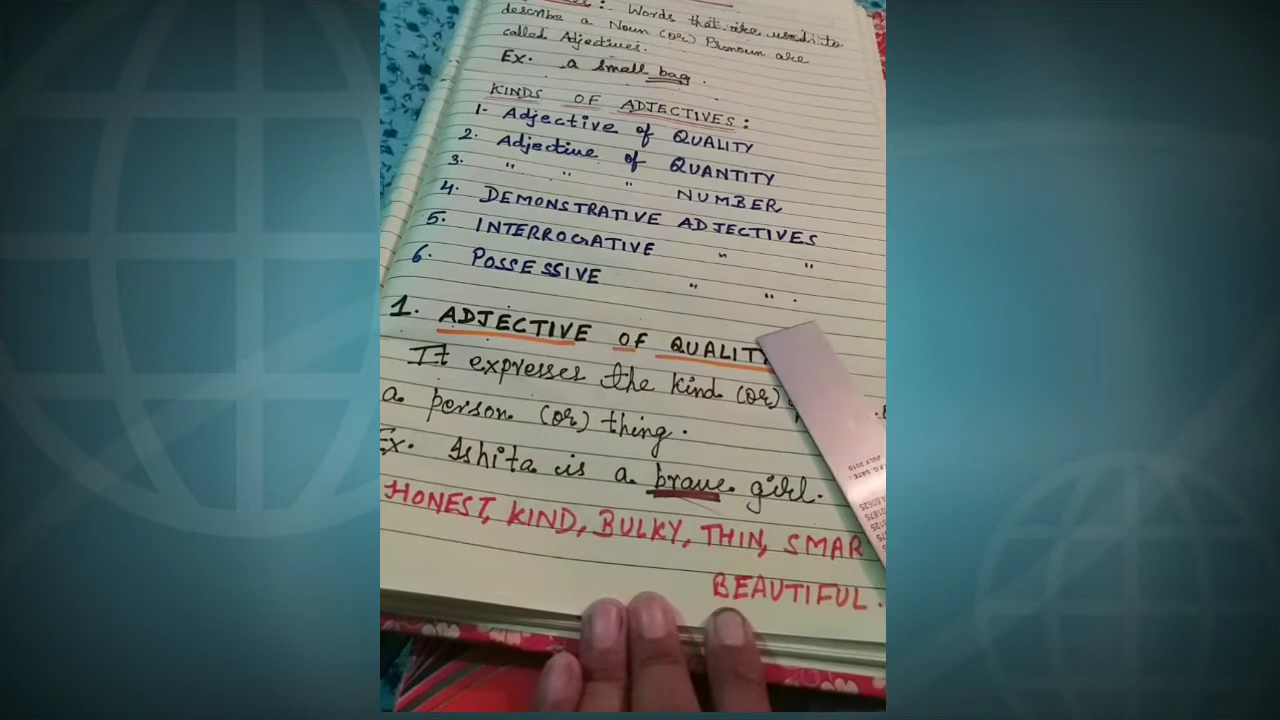 : Words that are used to
describe a Noun (or) Pronoun are
called Adjectives.
Ex. a small bag.
KINDS OF ADJECTIVES:
1. Adjective of QUALITY
2. Adjective of QUANTITY
3. " " " NUMBER
4. DEMONSTRATIVE ADJECTIVES
5. INTERROGATIVE " "
6. POSSESSIVE " " .
1. ADJECTIVE OF QUALITY
It expresses the kind (or)
a person (or) thing.
Ex. Ishita is a brave girl.
HONEST, KIND, BULKY, THIN, SMAR
BEAUTIFUL.
JULY 2010